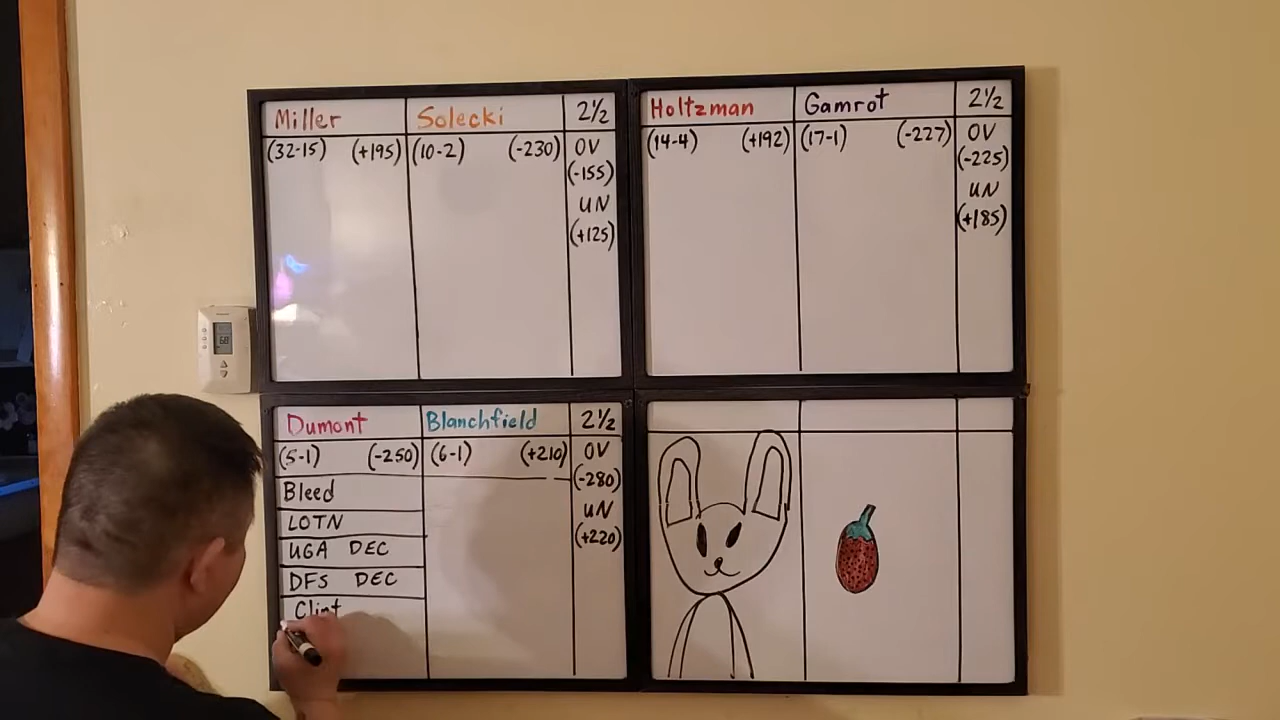 Miller Solecki 2½
(32-15) (+195) (10-2) (-230) OV
(-155)
UN
(+125)
Holtzman Gamrot 2½
(14-4) (+192) (17-1) (-227) OV
(-225)
UN
(+185)
68
Dumont Blanchfield 2½
(5-1) (-250) (6-1) (+210) OV
(-280)
UN
(+220)
Bleed
LOTN
UGA DEC
DFS DEC
Clint